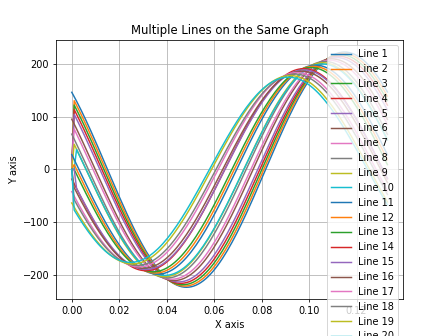 Multiple Lines on the Same Graph
Y axis
200
100
0
−100
−200
0.00
0.02
0.04
0.06
0.08
0.10
X axis
Line 1
Line 2
Line 3
Line 4
Line 5
Line 6
Line 7
Line 8
Line 9
Line 10
Line 11
Line 12
Line 13
Line 14
Line 15
Line 16
Line 17
Line 18
Line 19
Line 20